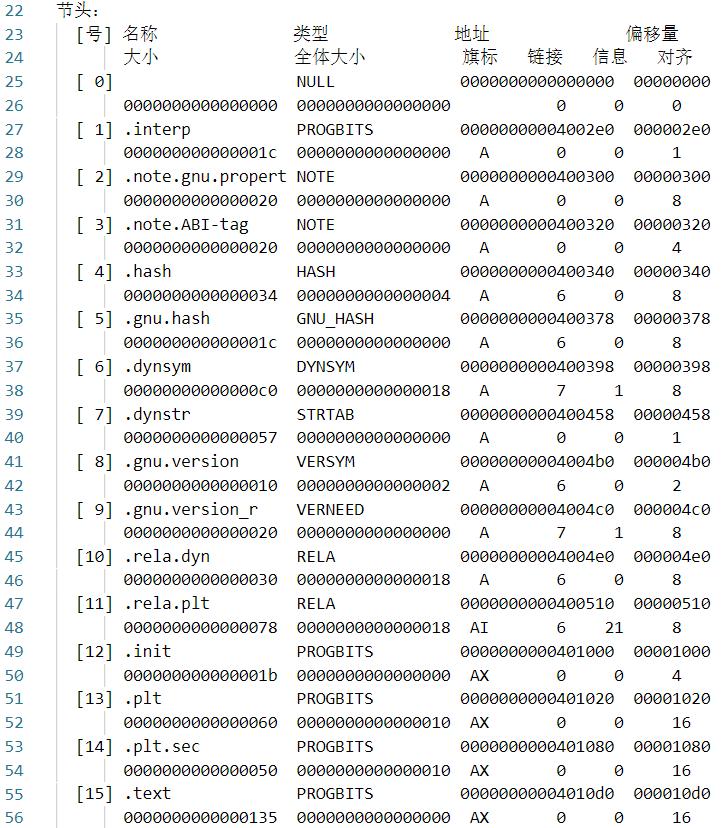 22 节头:
23 [号] 名称 类型 地址 偏移量
24 大小 全体大小 旗标 链接 信息 对齐
25 [ 0] NULL 0000000000000000 00000000
26 0000000000000000 0000000000000000 0 0 0
27 [ 1] .interp PROGBITS 00000000004002e0 000002e0
28 000000000000001c 0000000000000000 A 0 0 1
29 [ 2] .note.gnu.propert NOTE 0000000000400300 00000300
30 0000000000000020 0000000000000000 A 0 0 8
31 [ 3] .note.ABI-tag NOTE 0000000000400320 00000320
32 0000000000000020 0000000000000000 A 0 0 4
33 [ 4] .hash HASH 0000000000400340 00000340
34 0000000000000034 0000000000000004 A 6 0 8
35 [ 5] .gnu.hash GNU_HASH 0000000000400378 00000378
36 000000000000001c 0000000000000000 A 6 0 8
37 [ 6] .dynsym DYNSYM 0000000000400398 00000398
38 00000000000000c0 0000000000000018 A 7 1 8
39 [ 7] .dynstr STRTAB 0000000000400458 00000458
40 0000000000000057 0000000000000000 A 0 0 1
41 [ 8] .gnu.version VERSYM 00000000004004b0 000004b0
42 0000000000000010 0000000000000002 A 6 0 2
43 [ 9] .gnu.version_r VERNEED 00000000004004c0 000004c0
44 0000000000000020 0000000000000000 A 7 1 8
45 [10] .rela.dyn RELA 00000000004004e0 000004e0
46 0000000000000030 0000000000000018 A 6 0 8
47 [11] .rela.plt RELA 0000000000400510 00000510
48 0000000000000078 0000000000000018 AI 6 21 8
49 [12] .init PROGBITS 0000000000401000 00001000
50 000000000000001b 0000000000000000 AX 0 0 4
51 [13] .plt PROGBITS 0000000000401020 00001020
52 0000000000000060 0000000000000010 AX 0 0 16
53 [14] .plt.sec PROGBITS 0000000000401080 00001080
54 0000000000000050 0000000000000010 AX 0 0 16
55 [15] .text PROGBITS 00000000004010d0 000010d0
56 0000000000000135 0000000000000000 AX 0 0 16